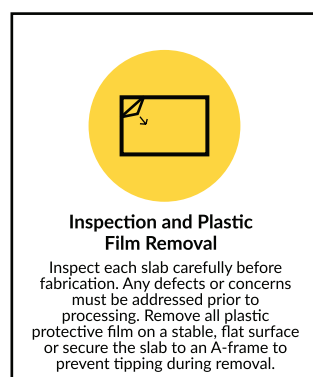 Inspection and Plastic
Film Removal
Inspect each slab carefully before
fabrication. Any defects or concerns
must be addressed prior to
processing. Remove all plastic
protective film on a stable, flat surface
or secure the slab to an A-frame to
prevent tipping during removal.